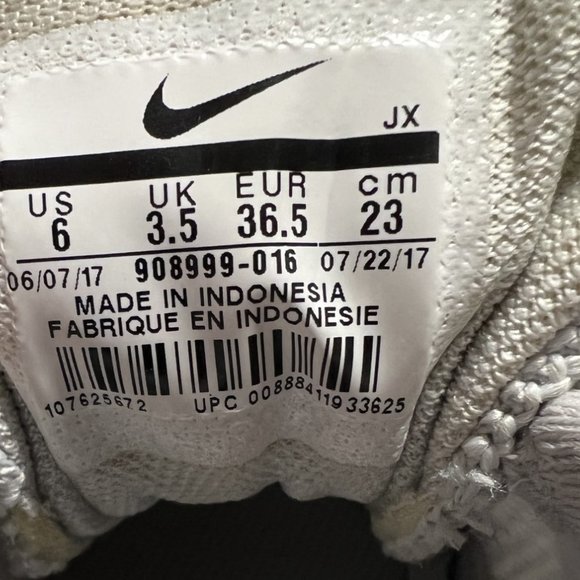 JX
US UK EUR cm
6 3.5 36.5 23
06/07/17 908999-016 07/22/17
MADE IN INDONESIA
FABRIQUE EN INDONESIE
107625672 UPC 00888411933625